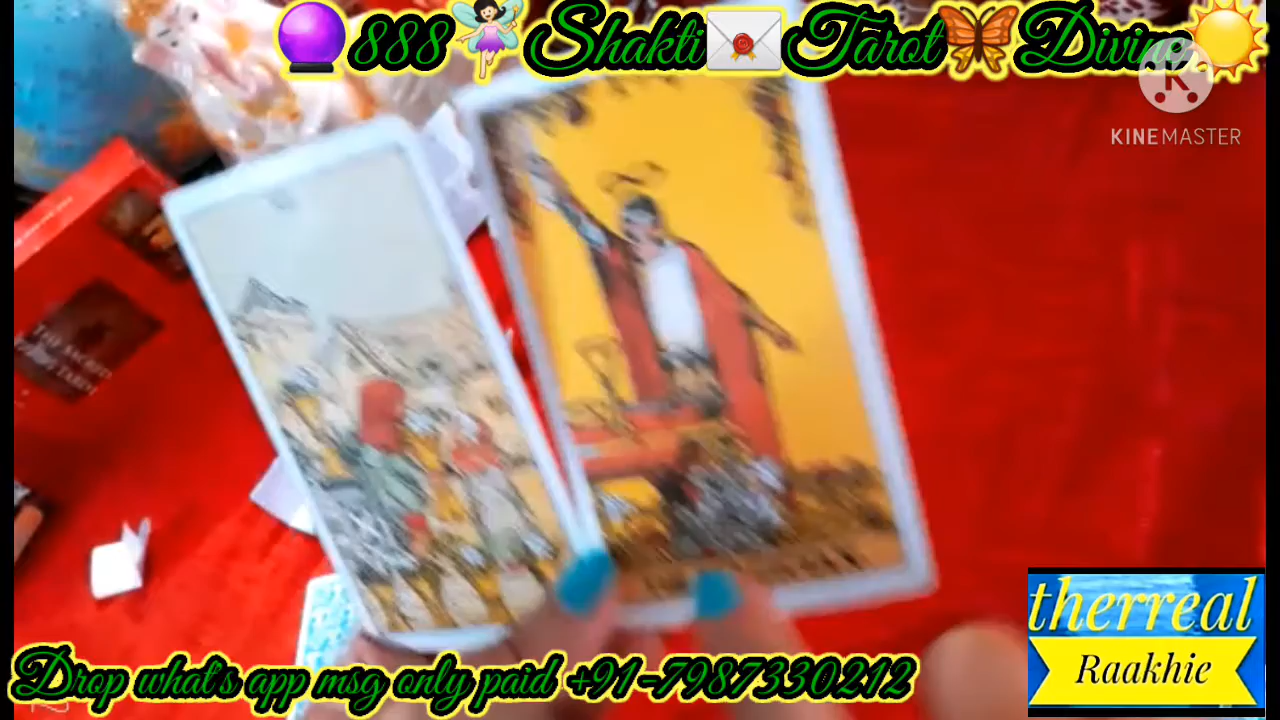 888 Shakti Tarot Divine
KINEMASTER
therreal
Raakhie
Drop what's app msg only paid +91-7987330212